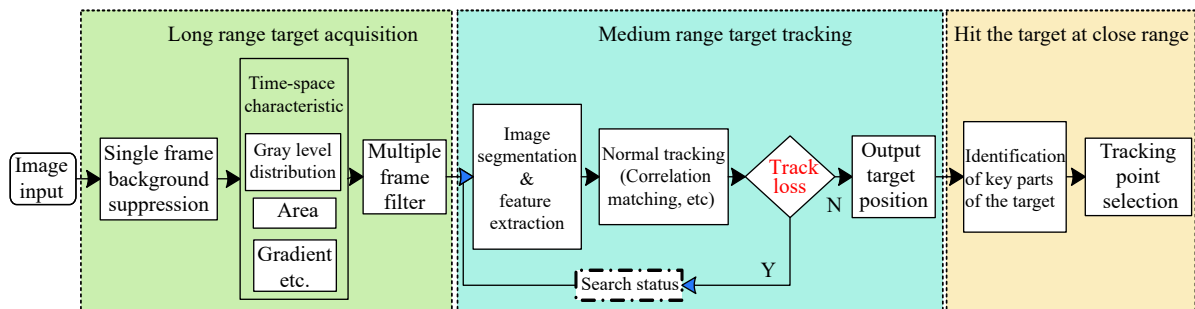 Long range target acquisition
Medium range target tracking
Hit the target at close range
Image
input
Single frame
background
suppression
Time-space
characteristic
Gray level
distribution
Area
Gradient
etc.
Multiple
frame
filter
Image
segmentation
&
feature
extraction
Normal tracking
(Correlation
matching, etc)
Track
loss
N
Y
Search status
Output
target
position
Identification
of key parts
of the target
Tracking
point
selection